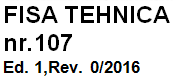 FISA TEHNICA
nr.107
Ed. 1,Rev. 0/2016